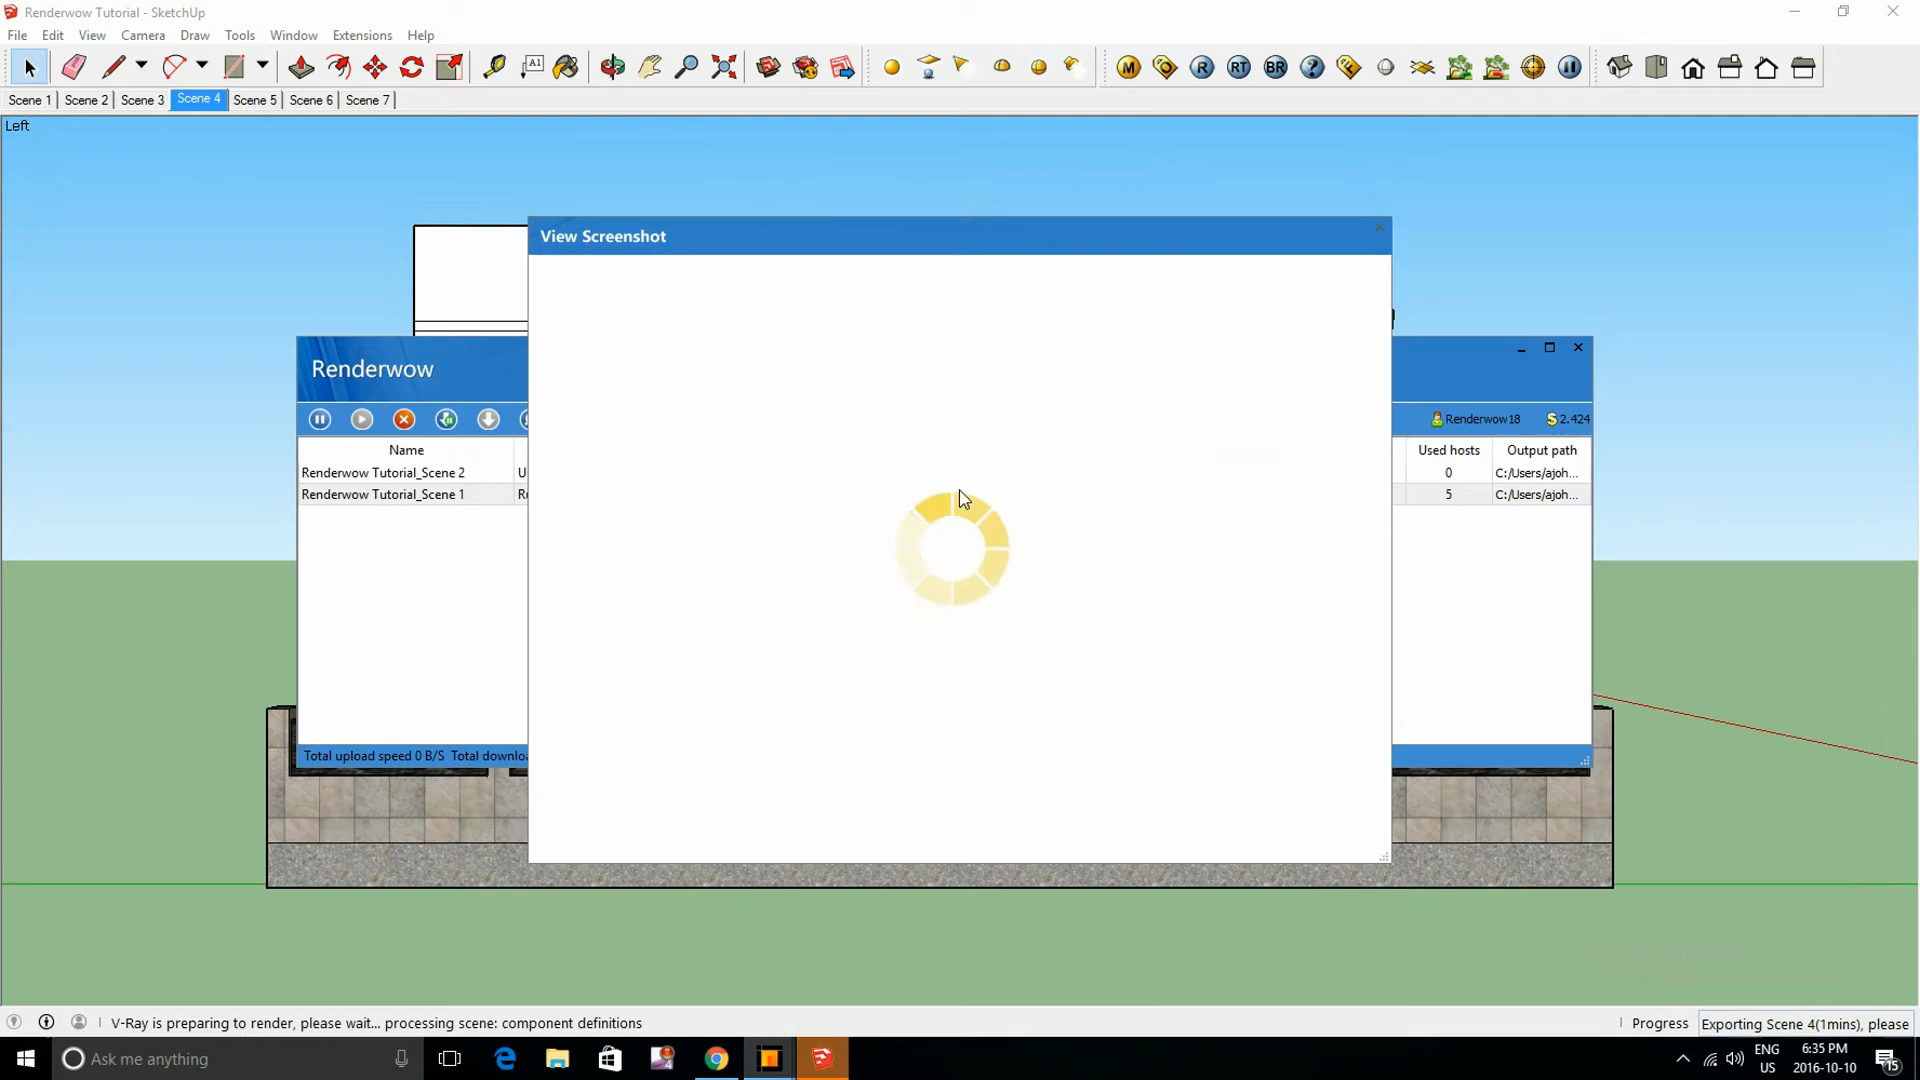 Renderwow Tutorial - SketchUp
File Edit View Camera Draw Tools Window Extensions Help
A1 M R RT BR ?
Scene 1 Scene 2 Scene 3 Scene 4 Scene 5 Scene 6 Scene 7
Left
View Screenshot
Renderwow
Renderwow18 $ 2.424
Name Used hosts Output path
Renderwow Tutorial_Scene 2 U 0 C:/Users/ajoh...
Renderwow Tutorial_Scene 1 5 C:/Users/ajoh...
Total upload speed 0 B/S Total downlo
V-Ray is preparing to render, please wait... processing scene: component definitions Progress Exporting Scene 4(1mins), please
Ask me anything
ENG
US
6:35 PM
2016-10-10
15